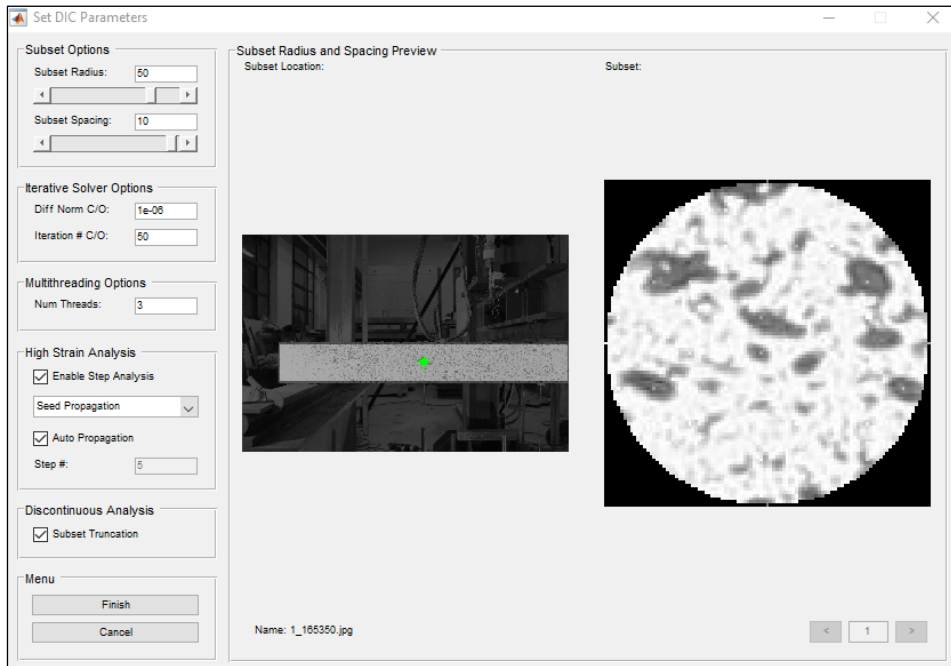 Set DIC Parameters
Subset Options
Subset Radius: 50
Subset Spacing: 10
Iterative Solver Options
Diff Norm C/O: 1e-06
Iteration # C/O: 50
Multithreading Options
Num Threads: 3
High Strain Analysis
Enable Step Analysis
Seed Propagation
Auto Propagation
Step #: 5
Discontinuous Analysis
Subset Truncation
Menu
Finish
Cancel
Subset Radius and Spacing Preview
Subset Location: Subset:
Name: 1_165350.jpg
< 1 >